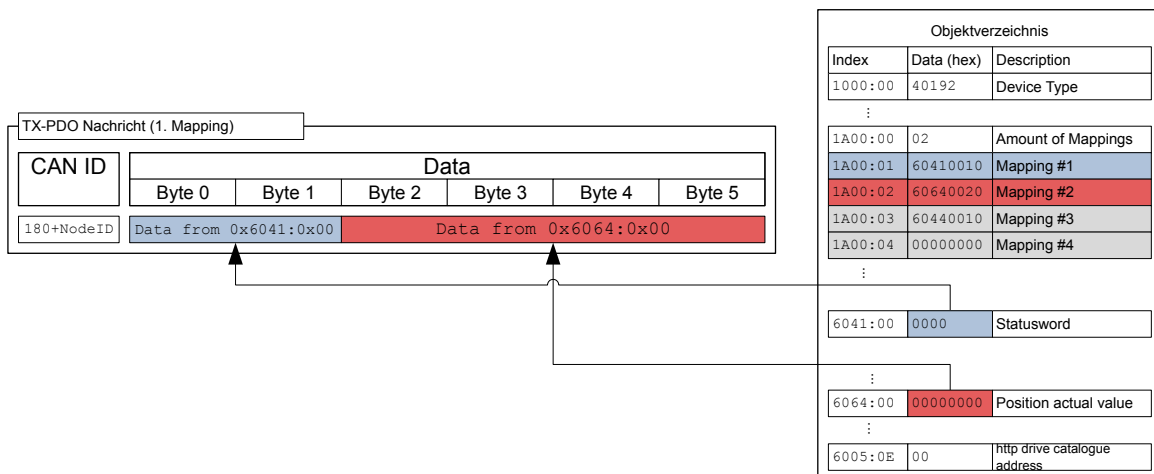 TX-PDO Nachricht (1. Mapping)
CAN ID Data
Byte 0 Byte 1 Byte 2 Byte 3 Byte 4 Byte 5
180+NodeID Data from 0x6041:0x00 Data from 0x6064:0x00
Objektverzeichnis
Index Data (hex) Description
1000:00 40192 Device Type
⋮
1A00:00 02 Amount of Mappings
1A00:01 60410010 Mapping #1
1A00:02 60640020 Mapping #2
1A00:03 60440010 Mapping #3
1A00:04 00000000 Mapping #4
⋮
6041:00 0000 Statusword
⋮
6064:00 00000000 Position actual value
⋮
6005:0E 00 http drive catalogue
address